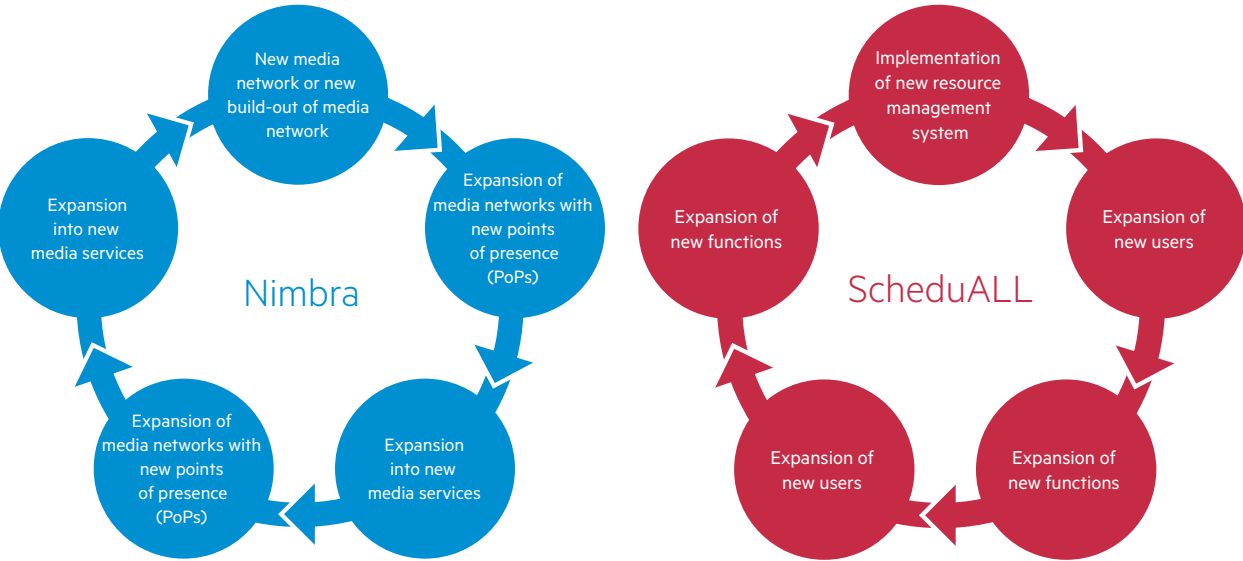 New media
network or new
build-out of media
network
Expansion of
media networks with
new points
of presence
(PoPs)
Expansion
into new
media services
Expansion of
media networks with
new points
of presence
(PoPs)
Expansion
into new
media services
Nimbra
Implementation
of new resource
management
system
Expansion of
new users
Expansion of
new functions
Expansion of
new users
Expansion of
new functions
ScheduALL